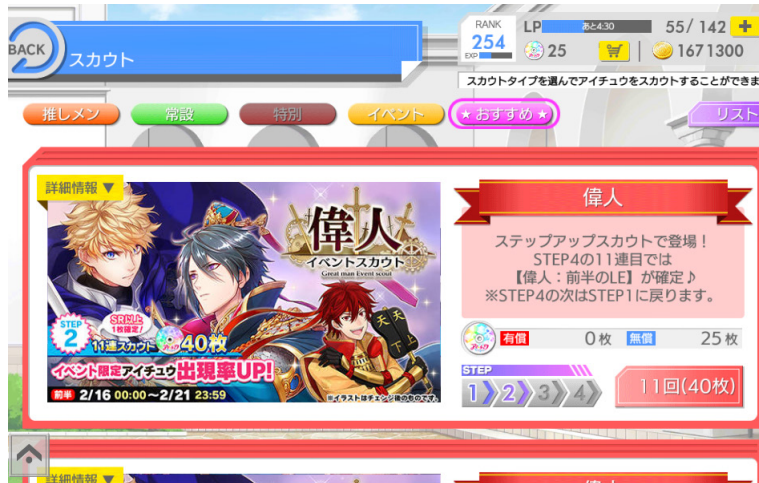 BACK
スカウト
RANK
254
EXP
LP
あと4:30
55/ 142
25
1671300
スカウトタイプを選んでアイチュウをスカウトすることができま
推しメン
常設
特別
イベント
★おすすめ★
リスト
詳細情報▼
偉人
イベントスカウト
Great man Event scout
天下
天上
STEP
2
SR以上
1枚確定!
11連スカウト 40枚
イベント限定アイチュウ出現率UP!
前半 2/16 00:00~2/21 23:59
※イラストはチェンジ後のものです。
偉人
ステップアップスカウトで登場!
STEP4の11連目では
【偉人:前半のLE】が確定♪
※STEP4の次はSTEP1に戻ります。
有償 0枚 無償 25枚
STEP
1 2 3 4
11回(40枚)
詳細情報▼